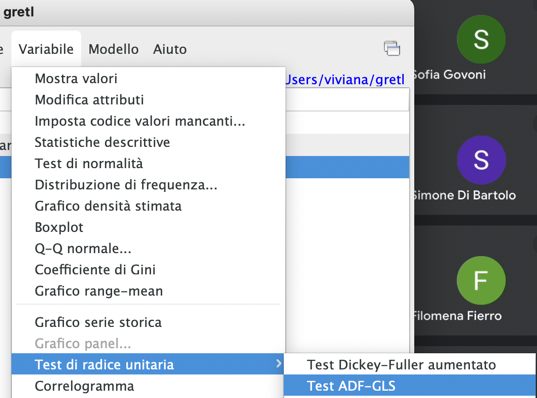 gretl
Variabile Modello Aiuto
Users/viviana/gretl
Mostra valori
Modifica attributi
Imposta codice valori mancanti...
Statistiche descrittive
Test di normalità
Distribuzione di frequenza...
Grafico densità stimata
Boxplot
Q-Q normale...
Coefficiente di Gini
Grafico range-mean
Grafico serie storica
Grafico panel...
Test di radice unitaria
Correlogramma
Test Dickey-Fuller aumentato
Test ADF-GLS
S
Sofia Govoni
S
Simone Di Bartolo
F
Filomena Fierro